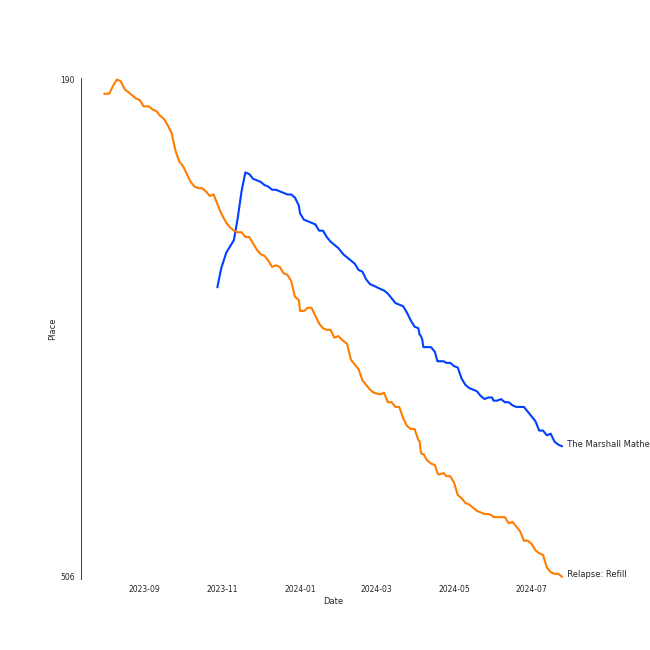 190
Place
The Marshall Mathe
Relapse: Refill
506
2023-09 2023-11 2024-01 2024-03 2024-05 2024-07
Date